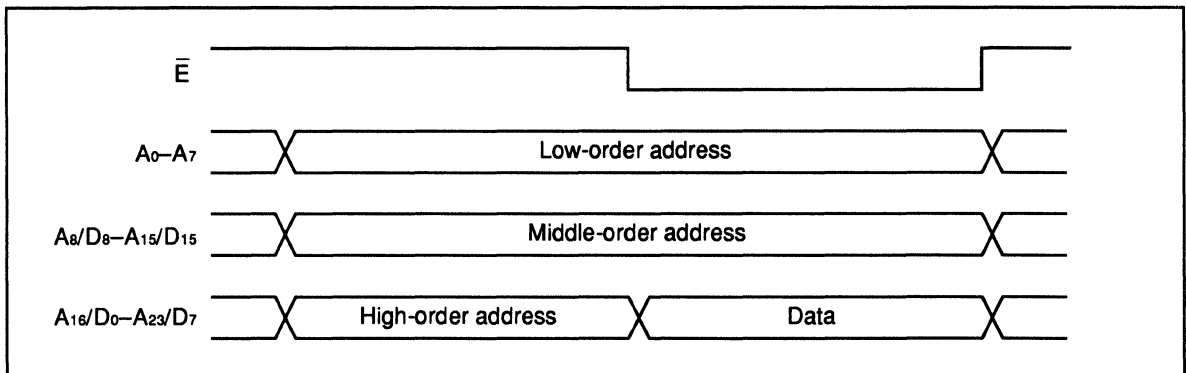 E̅
A₀–A₇ Low-order address
A₈/D₈–A₁₅/D₁₅ Middle-order address
A₁₆/D₀–A₂₃/D₇ High-order address Data